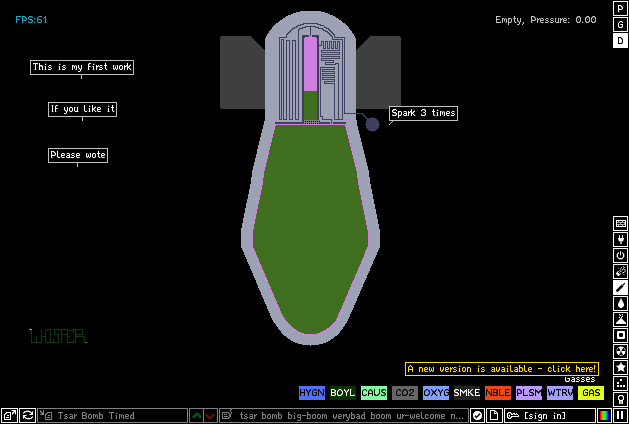 FPS:61
Empty, Pressure: 0.00
P
G
D
This is my first work
If you like it
Spark 3 times
Please wote
A new version is available - click here!
Gasses
HYGN BOYL CAUS CO2 OXYG SMKE NBLE PLSM WTRV GAS
Tsar Bomb Timed
tsar bomb big-boom verybad boom ur-welcome n...
[sign in]